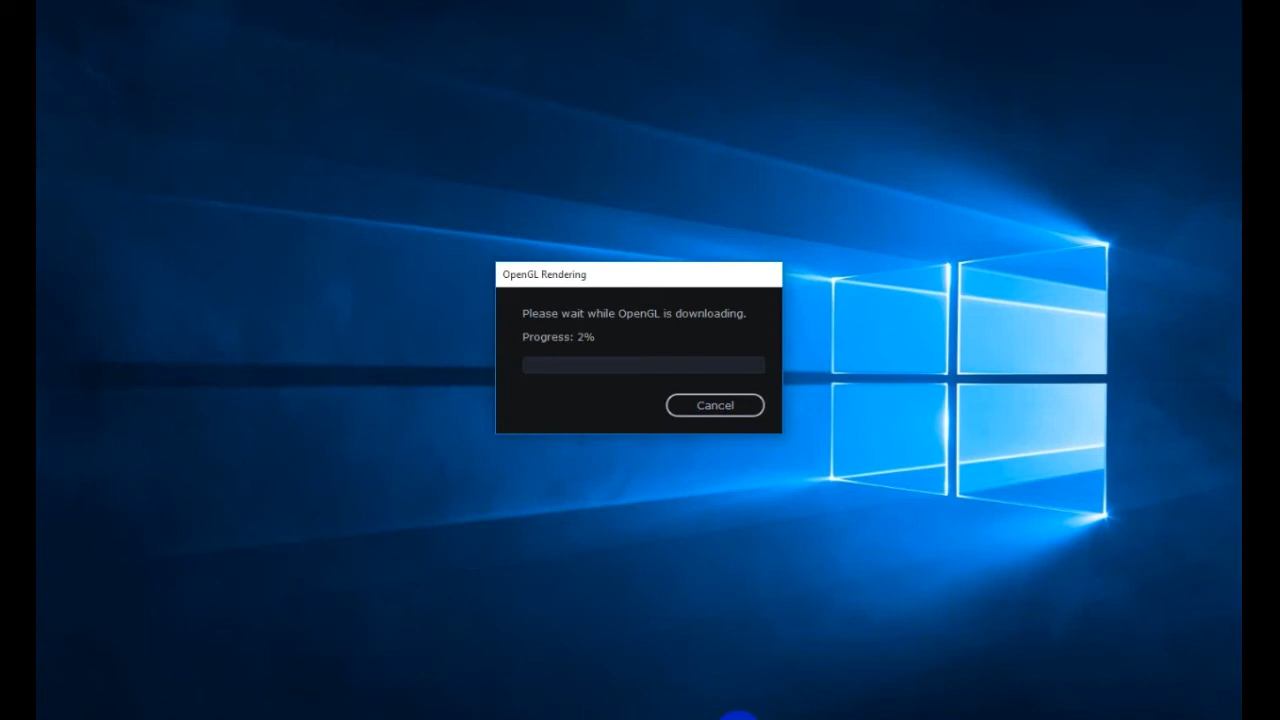 OpenGL Rendering
Please wait while OpenGL is downloading.
Progress: 2%
Cancel